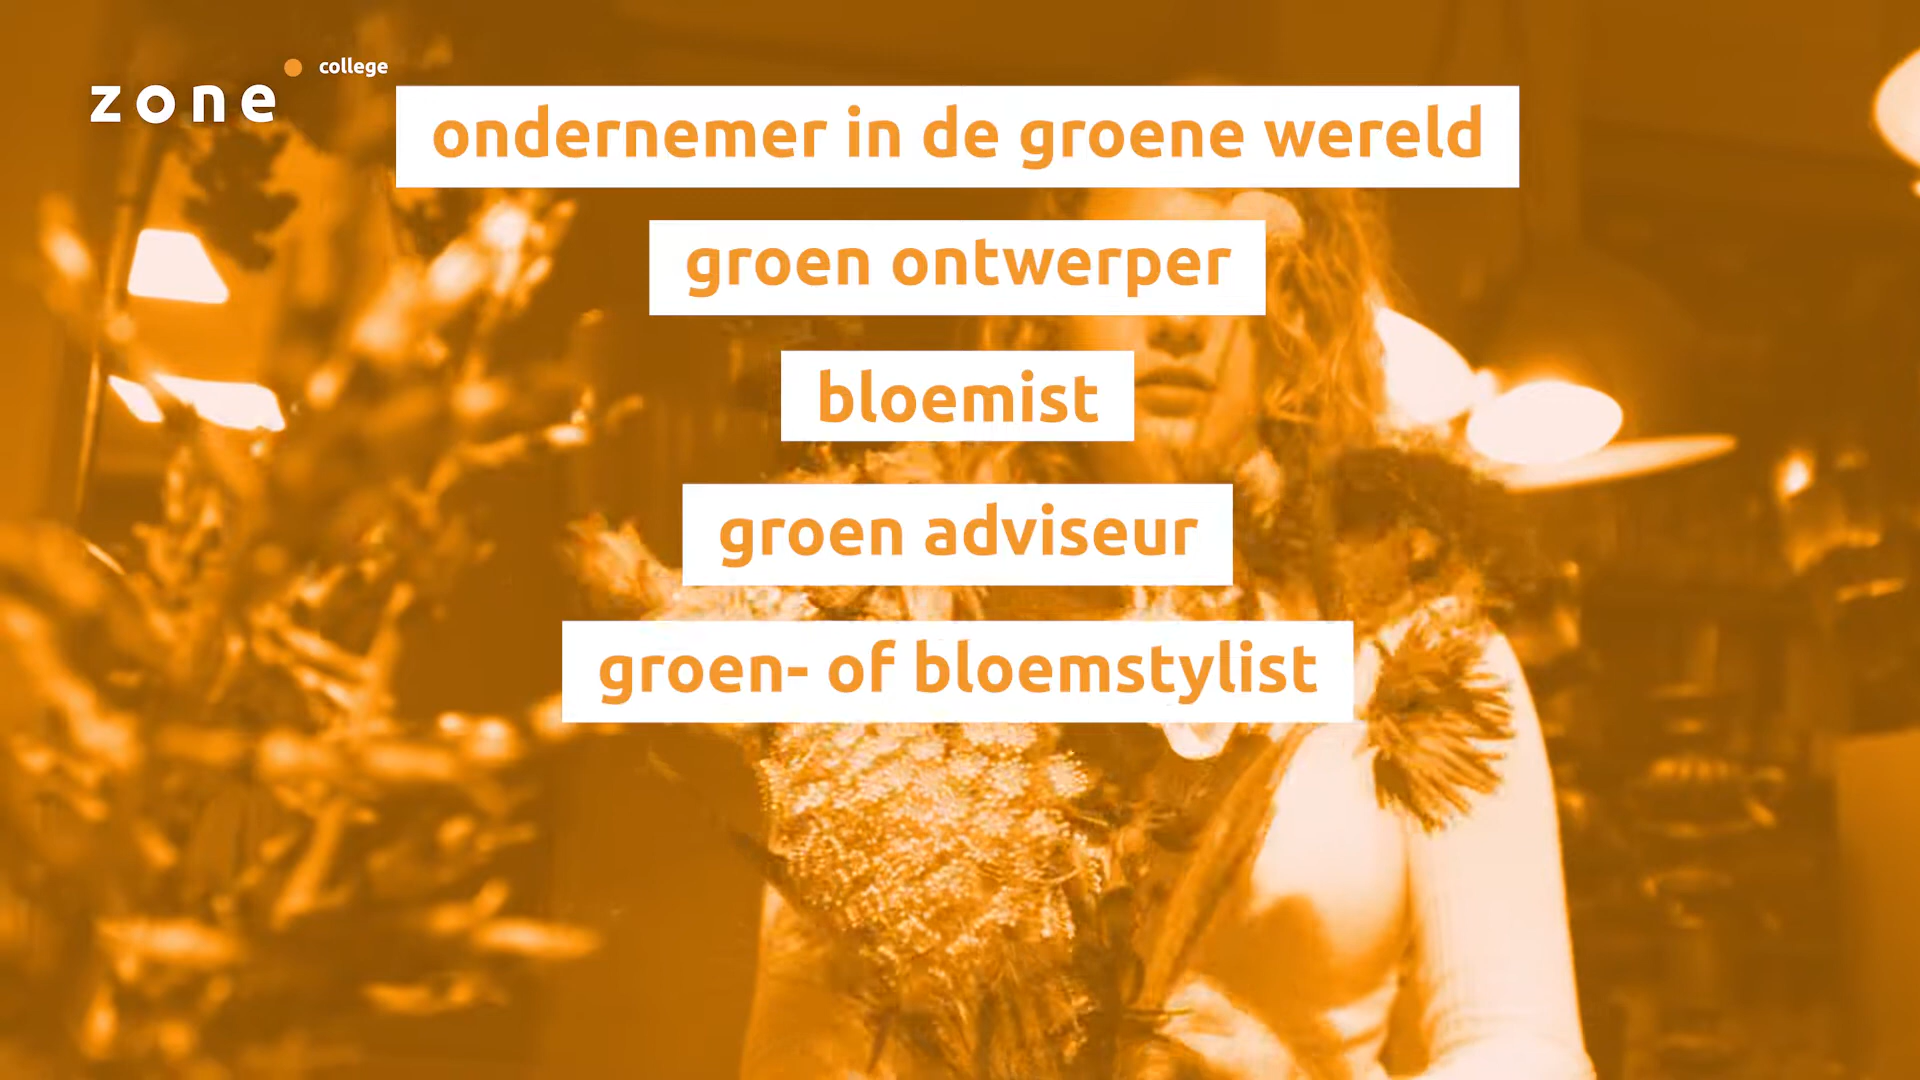 zone college
ondernemer in de groene wereld
groen ontwerper
bloemist
groen adviseur
groen- of bloemstylist